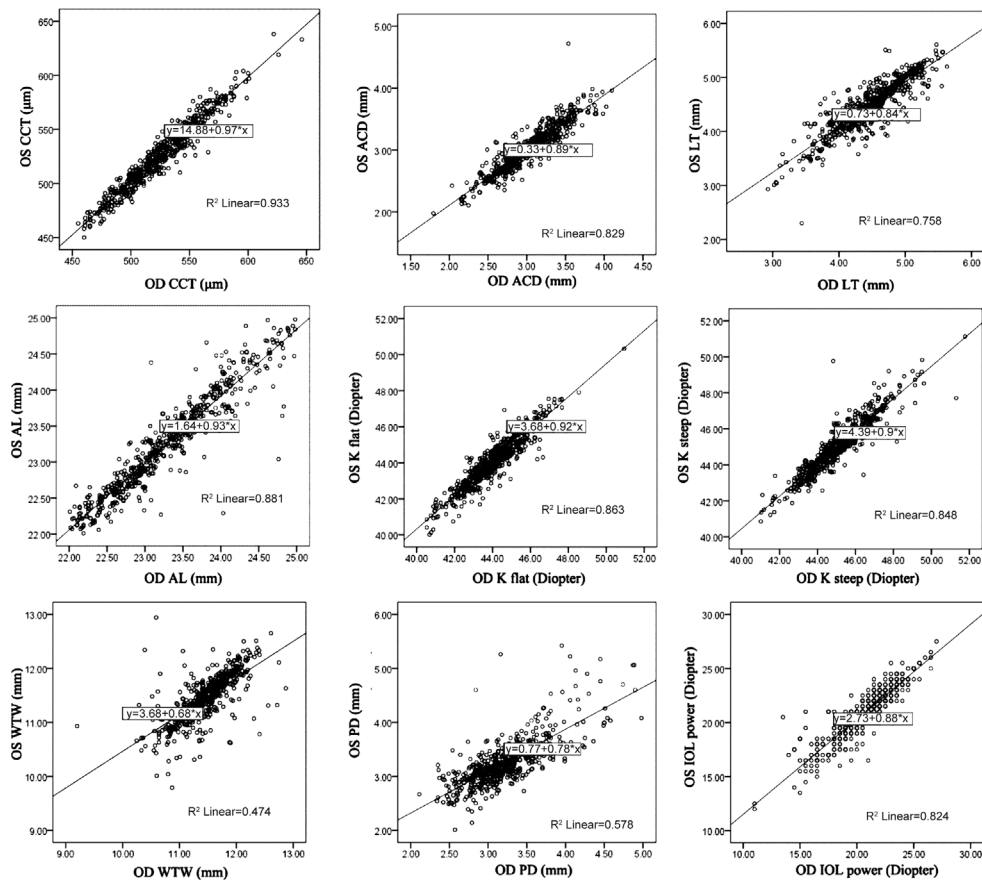 650
600
550
500
450
OS CCT (µm)
y=14.88+0.97*x
R² Linear=0.933
450 500 550 600 650
OD CCT (µm)
5.00
4.00
3.00
2.00
OS ACD (mm)
y=0.33+0.89*x
R² Linear=0.829
1.50 2.00 2.50 3.00 3.50 4.00 4.50
OD ACD (mm)
6.00
5.00
4.00
3.00
2.00
OS LT (mm)
y=0.73+0.84*x
R² Linear=0.758
3.00 4.00 5.00 6.00
OD LT (mm)
25.00
24.50
24.00
23.50
23.00
22.50
22.00
OS AL (mm)
y=1.64+0.93*x
R² Linear=0.881
22.00 22.50 23.00 23.50 24.00 24.50 25.00
OD AL (mm)
52.00
50.00
48.00
46.00
44.00
42.00
40.00
OS K flat (Diopter)
y=3.68+0.92*x
R² Linear=0.863
40.00 42.00 44.00 46.00 48.00 50.00 52.00
OD K flat (Diopter)
52.00
50.00
48.00
46.00
44.00
42.00
40.00
OS K steep (Diopter)
y=4.39+0.9*x
R² Linear=0.848
40.00 42.00 44.00 46.00 48.00 50.00 52.00
OD K steep (Diopter)
13.00
12.00
11.00
10.00
9.00
OS WTW (mm)
y=3.68+0.68*x
R² Linear=0.474
9.00 10.00 11.00 12.00 13.00
OD WTW (mm)
6.00
5.00
4.00
3.00
2.00
OS PD (mm)
y=0.77+0.78*x
R² Linear=0.578
2.00 2.50 3.00 3.50 4.00 4.50 5.00
OD PD (mm)
30.00
25.00
20.00
15.00
10.00
OS IOL power (Diopter)
y=2.73+0.88*x
R² Linear=0.824
10.00 15.00 20.00 25.00 30.00
OD IOL power (Diopter)